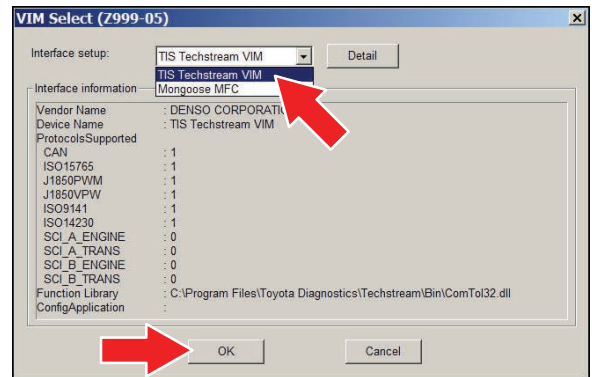 VIM Select (Z999-05)
Interface setup: TIS Techstream VIM Detail
TIS Techstream VIM
Mongoose MFC
Interface information
Vendor Name : DENSO CORPORATI
Device Name : TIS Techstream VIM
ProtocolsSupported
CAN : 1
ISO15765 : 1
J1850PWM : 1
J1850VPW : 1
ISO9141 : 1
ISO14230 : 1
SCI_A_ENGINE : 0
SCI_A_TRANS : 0
SCI_B_ENGINE : 0
SCI_B_TRANS : 0
Function Library : C:\Program Files\Toyota Diagnostics\Techstream\Bin\ComTol32.dll
ConfigApplication :
OK Cancel